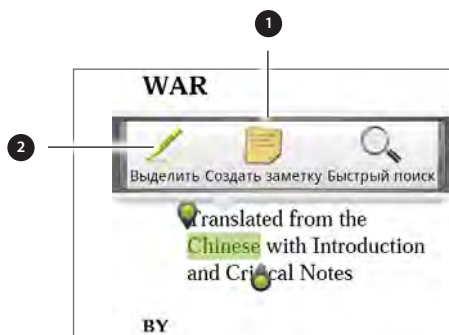 1
WAR
2
Выделить Создать заметку Быстрый поиск
Translated from the
Chinese with Introduction
and Critical Notes
BY